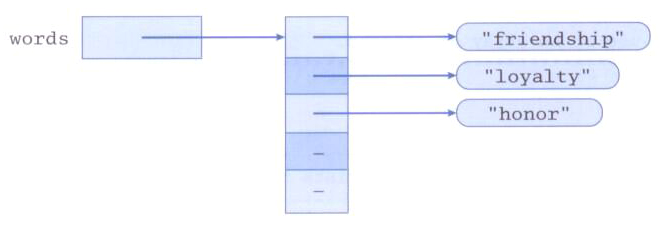 words
"friendship"
"loyalty"
"honor"
–
–